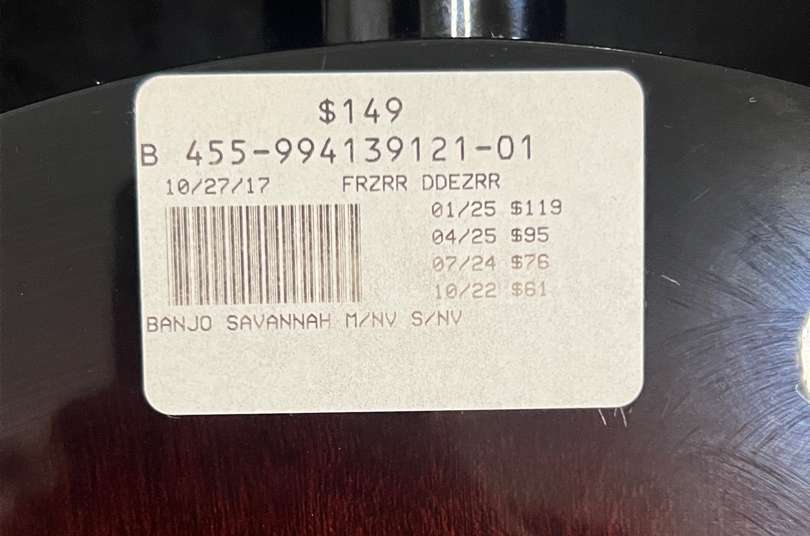 $149
B 455-994139121-01
10/27/17 FRZRR DDEZRR
01/25 $119
04/25 $95
07/24 $76
10/22 $61
BANJO SAVANNAH M/NV S/NV